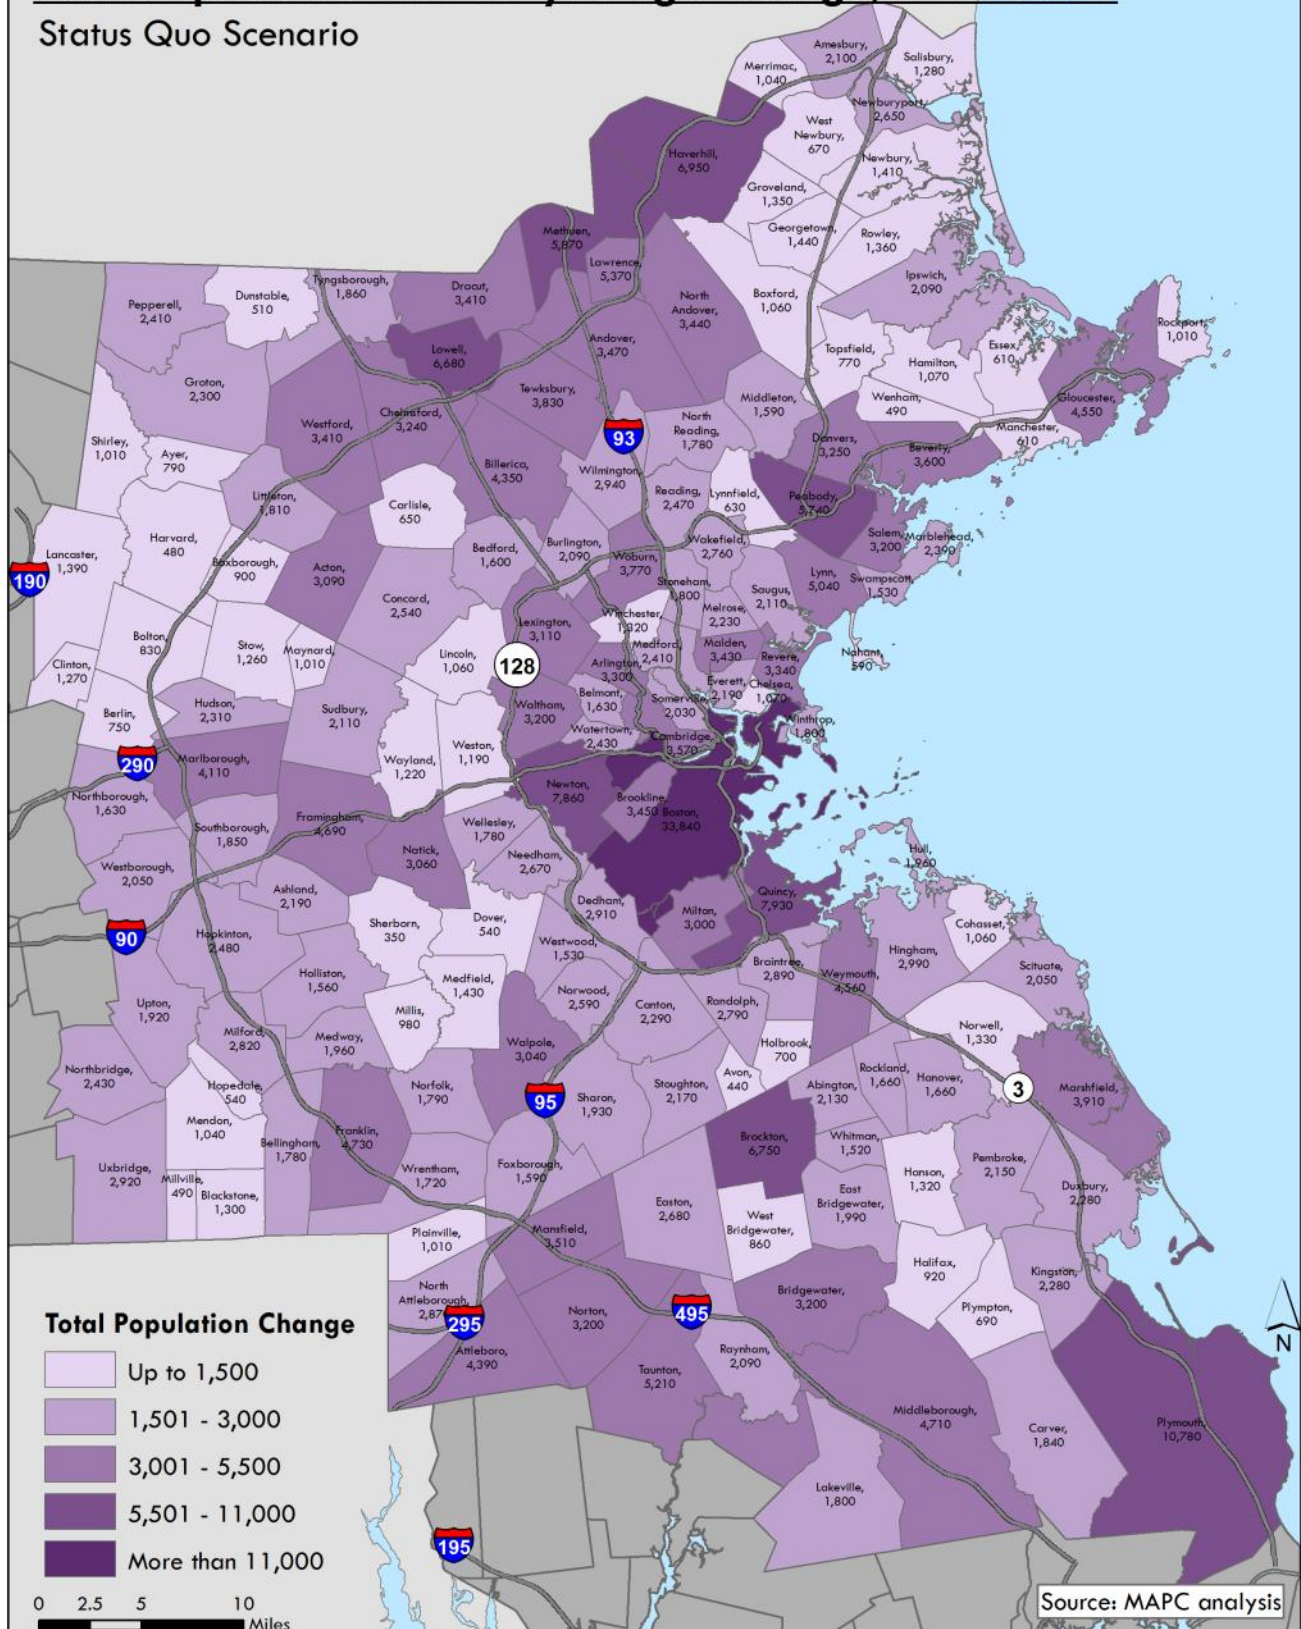 Status Quo Scenario
Amesbury,
2,100
Salisbury,
1,280
Merrimac,
1,040
Newburyport,
2,650
West
Newbury,
670
Haverhill,
6,950
Newbury,
1,410
Groveland,
1,350
Georgetown,
1,440
Rowley,
1,360
Methuen,
5,870
Lawrence,
5,370
Ipswich,
2,090
Tyngsborough,
1,860
Dracut,
3,410
Pepperell,
2,410
Dunstable,
510
North
Andover,
3,440
Boxford,
1,060
Rockport,
1,010
Lowell,
6,680
Andover,
3,470
Topsfield,
770
Hamilton,
1,070
Essex,
610
Groton,
2,300
Tewksbury,
3,830
Middleton,
1,590
Wenham,
490
Gloucester,
4,550
Westford,
3,410
Chelmsford,
3,240
North
Reading,
1,780
93
Danvers,
3,250
Beverly,
3,600
Manchester,
610
Shirley,
1,010
Ayer,
790
Billerica,
4,350
Wilmington,
2,940
Littleton,
1,810
Carlisle,
650
Reading,
2,470
Lynnfield,
630
Peabody,
5,740
Harvard,
480
Lancaster,
1,390
190
Boxborough,
900
Acton,
3,090
Bedford,
1,600
Burlington,
2,090
Woburn,
3,770
Wakefield,
2,760
Salem,
3,200
Marblehead,
2,390
Concord,
2,540
Stoneham,
1,800
Saugus,
2,110
Lynn,
5,040
Swampscott,
1,530
Bolton,
830
Stow,
1,260
Maynard,
1,010
Lincoln,
1,060
128
Lexington,
3,110
Winchester,
1,320
Melrose,
2,230
Medford,
2,410
Malden,
3,430
Revere,
3,340
Nahant,
590
Clinton,
1,270
Arlington,
3,300
Everett,
2,190
Chelsea,
1,070
Berlin,
750
Hudson,
2,310
Sudbury,
2,110
Waltham,
3,200
Belmont,
1,630
Somerville,
2,030
Winthrop,
1,800
Watertown,
2,430
Cambridge,
3,570
290
Marlborough,
4,110
Wayland,
1,220
Weston,
1,190
Newton,
7,860
Brookline,
3,450
Boston,
33,840
Northborough,
1,630
Southborough,
1,850
Framingham,
4,690
Wellesley,
1,780
Natick,
3,060
Needham,
2,670
Hull,
1,960
Westborough,
2,050
Ashland,
2,190
Quincy,
7,930
Dedham,
2,910
Milton,
3,000
90
Hopkinton,
2,480
Sherborn,
350
Dover,
540
Westwood,
1,530
Cohasset,
1,060
Hingham,
2,990
Scituate,
2,050
Braintree,
2,890
Weymouth,
4,560
Holliston,
1,560
Medfield,
1,430
Norwood,
2,590
Canton,
2,290
Randolph,
2,790
Upton,
1,920
Millis,
980
Milford,
2,820
Medway,
1,960
Walpole,
3,040
Holbrook,
700
Norwell,
1,330
Northbridge,
2,430
Hopedale,
540
Norfolk,
1,790
95
Sharon,
1,930
Stoughton,
2,170
Avon,
440
Abington,
2,130
Rockland,
1,660
Hanover,
1,660
3
Marshfield,
3,910
Mendon,
1,040
Bellingham,
1,780
Franklin,
4,730
Brockton,
6,750
Whitman,
1,520
Uxbridge,
2,920
Millville,
490
Blackstone,
1,300
Wrentham,
1,720
Foxborough,
1,590
Hanson,
1,320
Pembroke,
2,150
Duxbury,
2,280
Easton,
2,680
East
Bridgewater,
1,990
West
Bridgewater,
860
Plainville,
1,010
Mansfield,
3,510
Halifax,
920
Kingston,
2,280
North
Attleborough,
2,870
295
Norton,
3,200
495
Bridgewater,
3,200
Plympton,
690
N
Attleboro,
4,390
Taunton,
5,210
Raynham,
2,090
Middleborough,
4,710
Carver,
1,840
Plymouth,
10,780
Lakeville,
1,800
Total Population Change
Up to 1,500
1,501 - 3,000
3,001 - 5,500
5,501 - 11,000
More than 11,000
195
0 2.5 5 10
Miles
Source: MAPC analysis